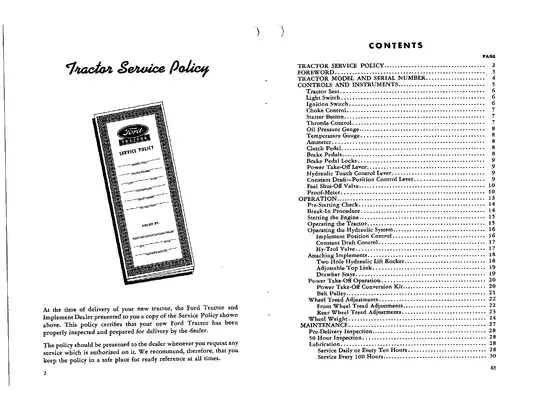 Tractor Service Policy
Ford
TRACTOR
SERVICE POLICY
At the time of delivery of your new tractor, the Ford Tractor and
Implement Dealer presented to you a copy of the Service Policy shown
above. This policy certifies that your new Ford Tractor has been
properly inspected and prepared for delivery by the dealer.
The policy should be presented to the dealer whenever you request any
service which is authorized on it. We recommend, therefore, that you
keep the policy in a safe place for ready reference at all times.
2
CONTENTS
PAGE
TRACTOR SERVICE POLICY 2
FOREWORD 3
TRACTOR MODEL AND SERIAL NUMBER 4
CONTROLS AND INSTRUMENTS 5
Tractor Seat 6
Light Switch 6
Ignition Switch 6
Choke Control 7
Starter Button 7
Throttle Control 7
Oil Pressure Gauge 8
Temperature Gauge 8
Ammeter 8
Clutch Pedal 8
Brake Pedals 8
Brake Pedal Locks 9
Power Take-Off Lever 9
Hydraulic Touch Control Lever 9
Constant Draft—Position Control Lever 9
Fuel Shut-Off Valve 10
Proof-Meter 10
OPERATION 13
Pre-Starting Check 14
Break-In Procedure 14
Starting the Engine 15
Operating the Tractor 15
Operating the Hydraulic System 16
Implement Position Control 16
Constant Draft Control 17
Hy-Trol Valve 17
Attaching Implements 18
Two Hole Hydraulic Lift Rocker 18
Adjustable Top Link 19
Drawbar Stays 19
Power Take-Off Operation 20
Power Take-Off Conversion Kit 20
Belt Pulley 21
Wheel Tread Adjustments 22
Front Wheel Tread Adjustments 22
Rear Wheel Tread Adjustments 23
Wheel Weight 24
MAINTENANCE 27
Pre-Delivery Inspection 28
50 Hour Inspection 28
Lubrication 28
Service Daily or Every Ten Hours 28
Service Every 100 Hours 30
65